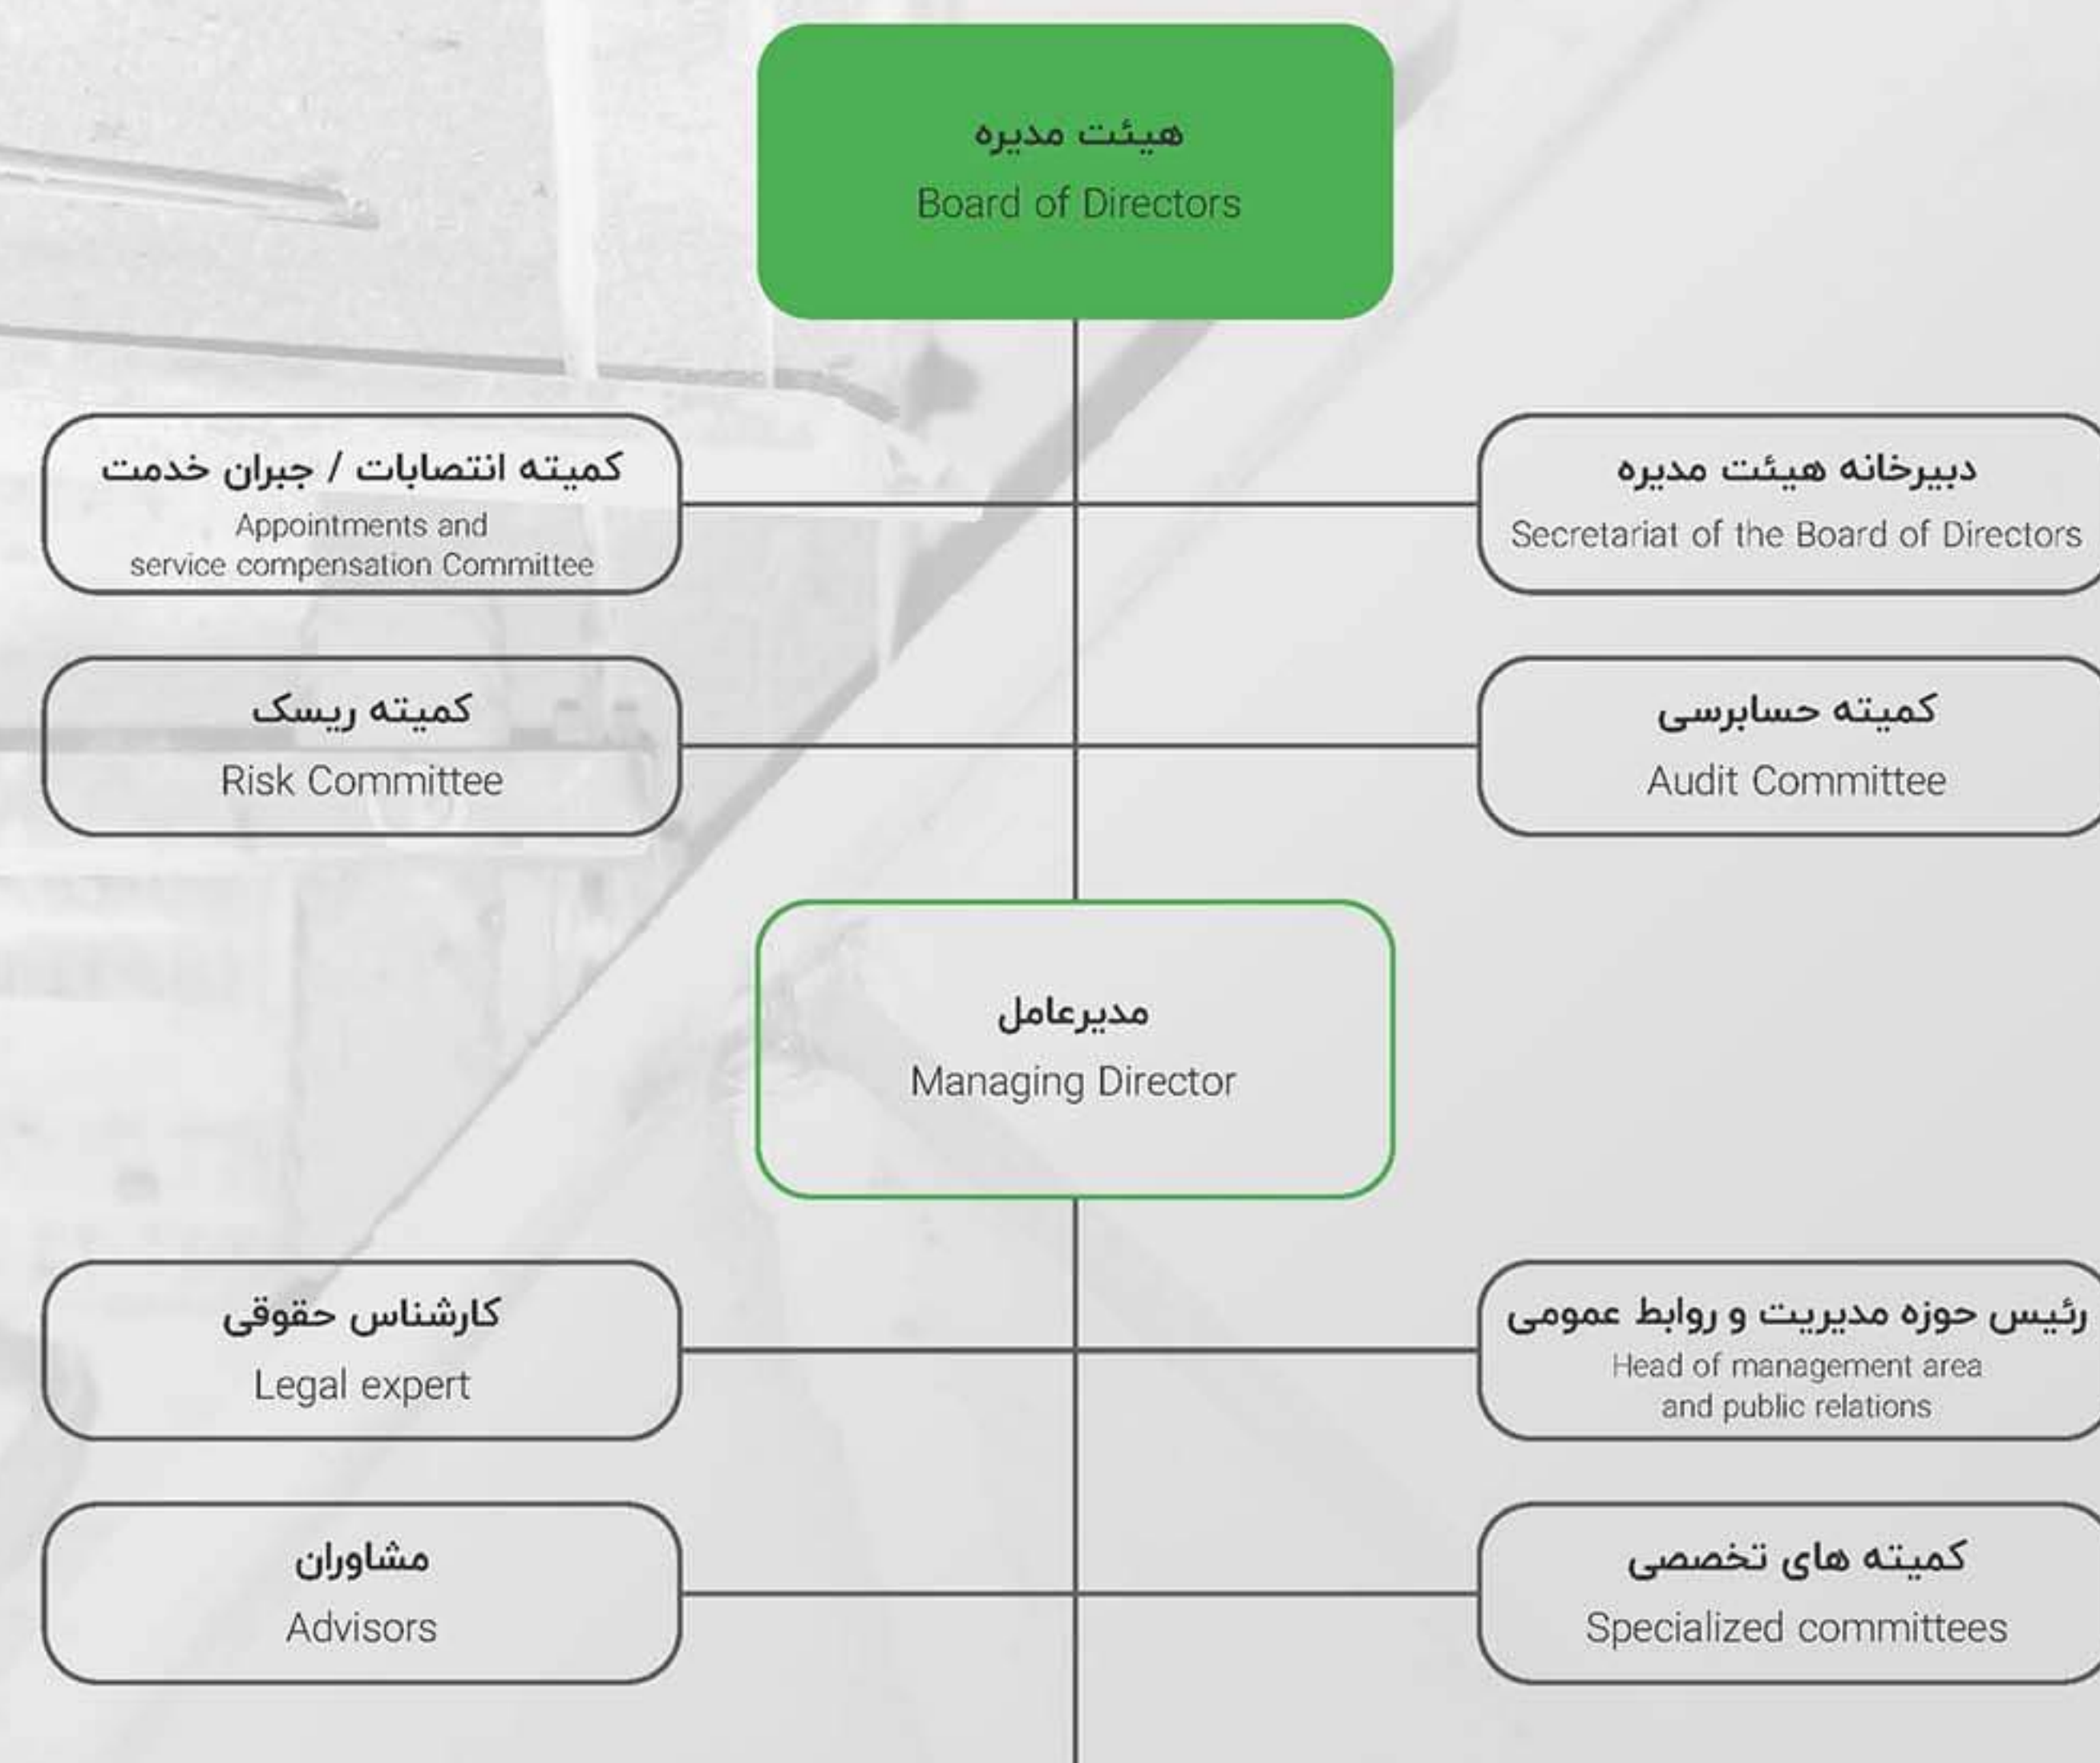 هیئت مدیره
Board of Directors
کمیته انتصابات / جبران خدمت
Appointments and
service compensation Committee
دبیرخانه هیئت مدیره
Secretariat of the Board of Directors
کمیته ریسک
Risk Committee
کمیته حسابرسی
Audit Committee
مدیرعامل
Managing Director
کارشناس حقوقی
Legal expert
رئیس حوزه مدیریت و روابط عمومی
Head of management area
and public relations
مشاوران
Advisors
کمیته های تخصصی
Specialized committees